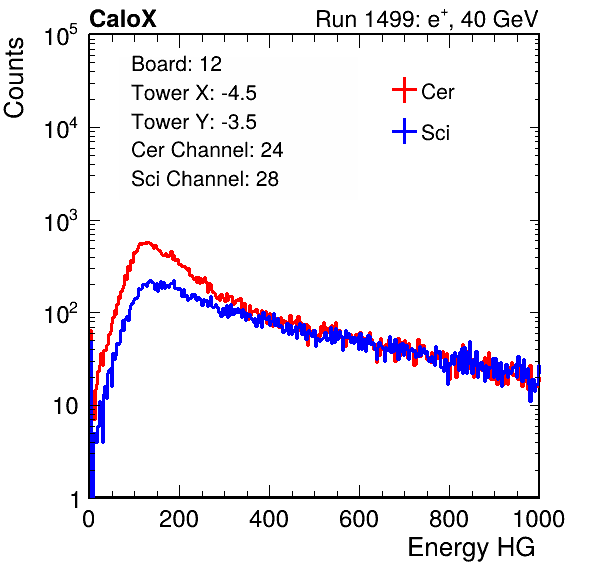 CaloX Run 1499: e⁺, 40 GeV
Counts
10⁵
10⁴
10³
10²
10
1
Board: 12
Tower X: -4.5
Tower Y: -3.5
Cer Channel: 24
Sci Channel: 28
Cer
Sci
0 200 400 600 800 1000
Energy HG